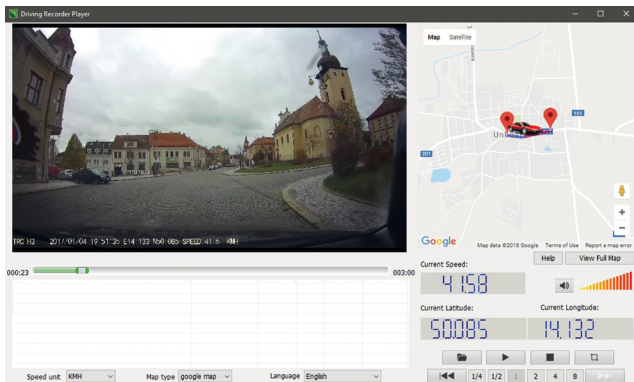 Driving Recorder Player
Map Satellite
201
201
TRC H3 2017/01/04 19:51:35 E14.133 N50.085 SPEED:41.6 KMH
Google
Map data ©2018 Google Terms of Use Report a map error
000:23
003:00
Current Speed:
Help
View Full Map
41.58
Current Latitude:
Current Longitude:
50.085
14.132
1/4 1/2 1 2 4 8
Speed unit KMH
Map type google map
Language English